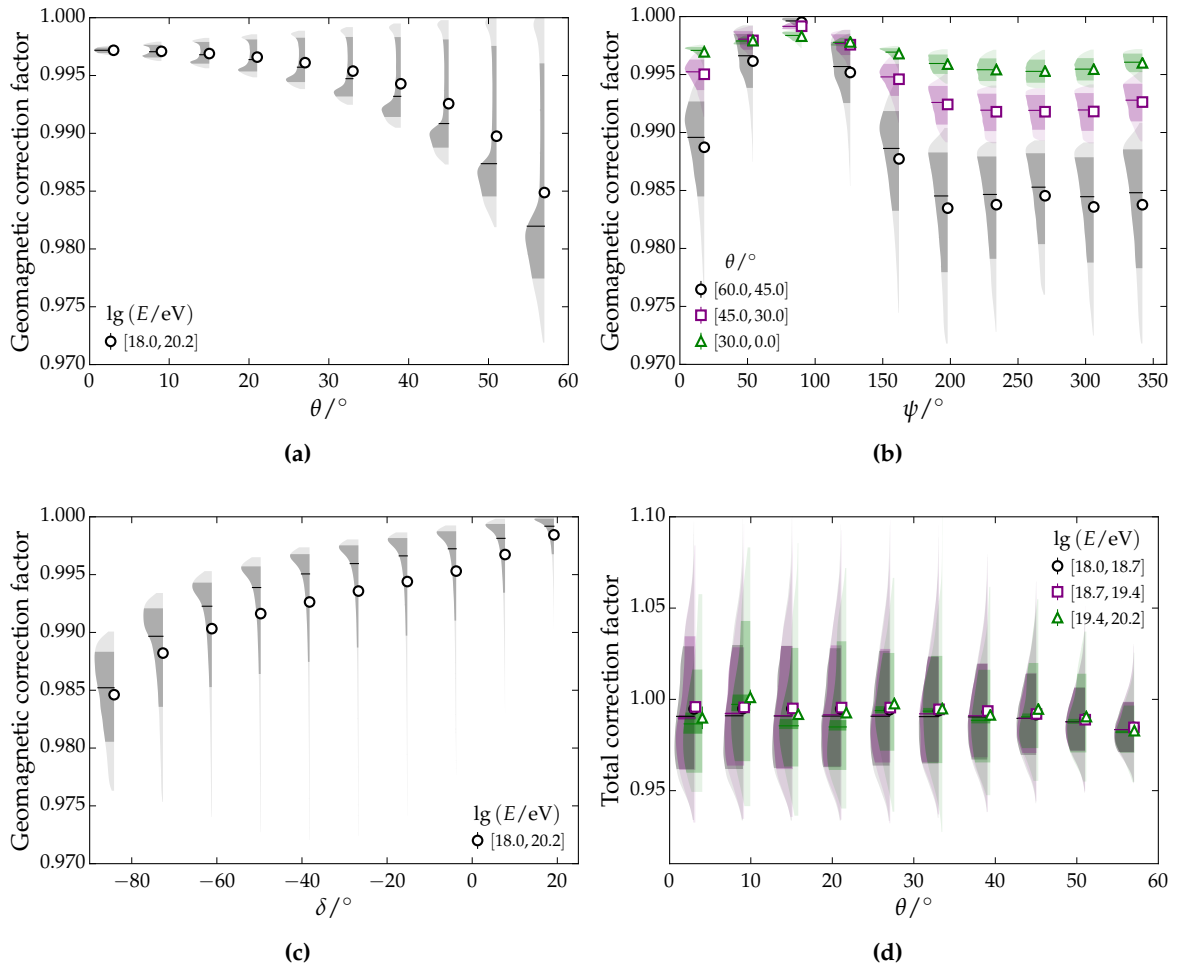 Geomagnetic correction factor
1.000
0.995
0.990
0.985
0.980
0.975
0.970
lg (E/eV)
[18.0, 20.2]
0 10 20 30 40 50 60
θ/°
(a)
Geomagnetic correction factor
1.000
0.995
0.990
0.985
0.980
0.975
0.970
θ/°
[60.0, 45.0]
[45.0, 30.0]
[30.0, 0.0]
0 50 100 150 200 250 300 350
ψ/°
(b)
Geomagnetic correction factor
1.000
0.995
0.990
0.985
0.980
0.975
0.970
lg (E/eV)
[18.0, 20.2]
−80 −60 −40 −20 0 20
δ/°
(c)
Total correction factor
1.10
1.05
1.00
0.95
lg (E/eV)
[18.0, 18.7]
[18.7, 19.4]
[19.4, 20.2]
0 10 20 30 40 50 60
θ/°
(d)